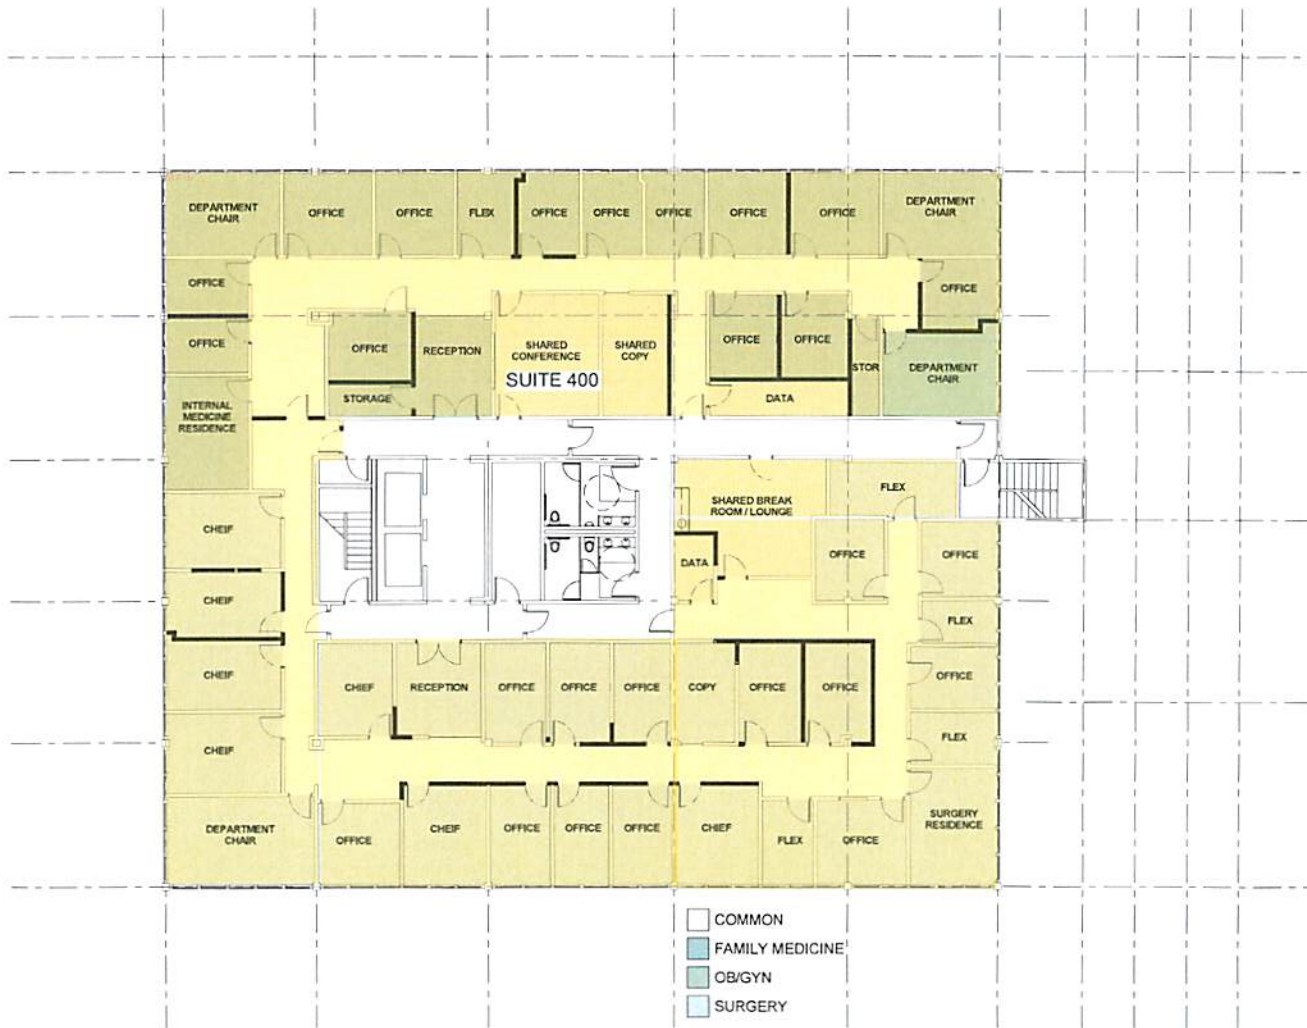 DEPARTMENT
CHAIR
OFFICE
OFFICE
FLEX
OFFICE
OFFICE
OFFICE
OFFICE
OFFICE
DEPARTMENT
CHAIR
OFFICE
OFFICE
OFFICE
OFFICE
RECEPTION
SHARED
CONFERENCE
SHARED
COPY
OFFICE
OFFICE
STOR
DEPARTMENT
CHAIR
SUITE 400
STORAGE
DATA
INTERNAL
MEDICINE
RESIDENCE
SHARED BREAK
ROOM / LOUNGE
FLEX
CHEIF
DATA
OFFICE
OFFICE
CHEIF
FLEX
CHEIF
CHIEF
RECEPTION
OFFICE
OFFICE
OFFICE
COPY
OFFICE
OFFICE
OFFICE
CHEIF
FLEX
DEPARTMENT
CHAIR
OFFICE
CHEIF
OFFICE
OFFICE
OFFICE
CHIEF
FLEX
OFFICE
SURGERY
RESIDENCE
COMMON
FAMILY MEDICINE
OB/GYN
SURGERY